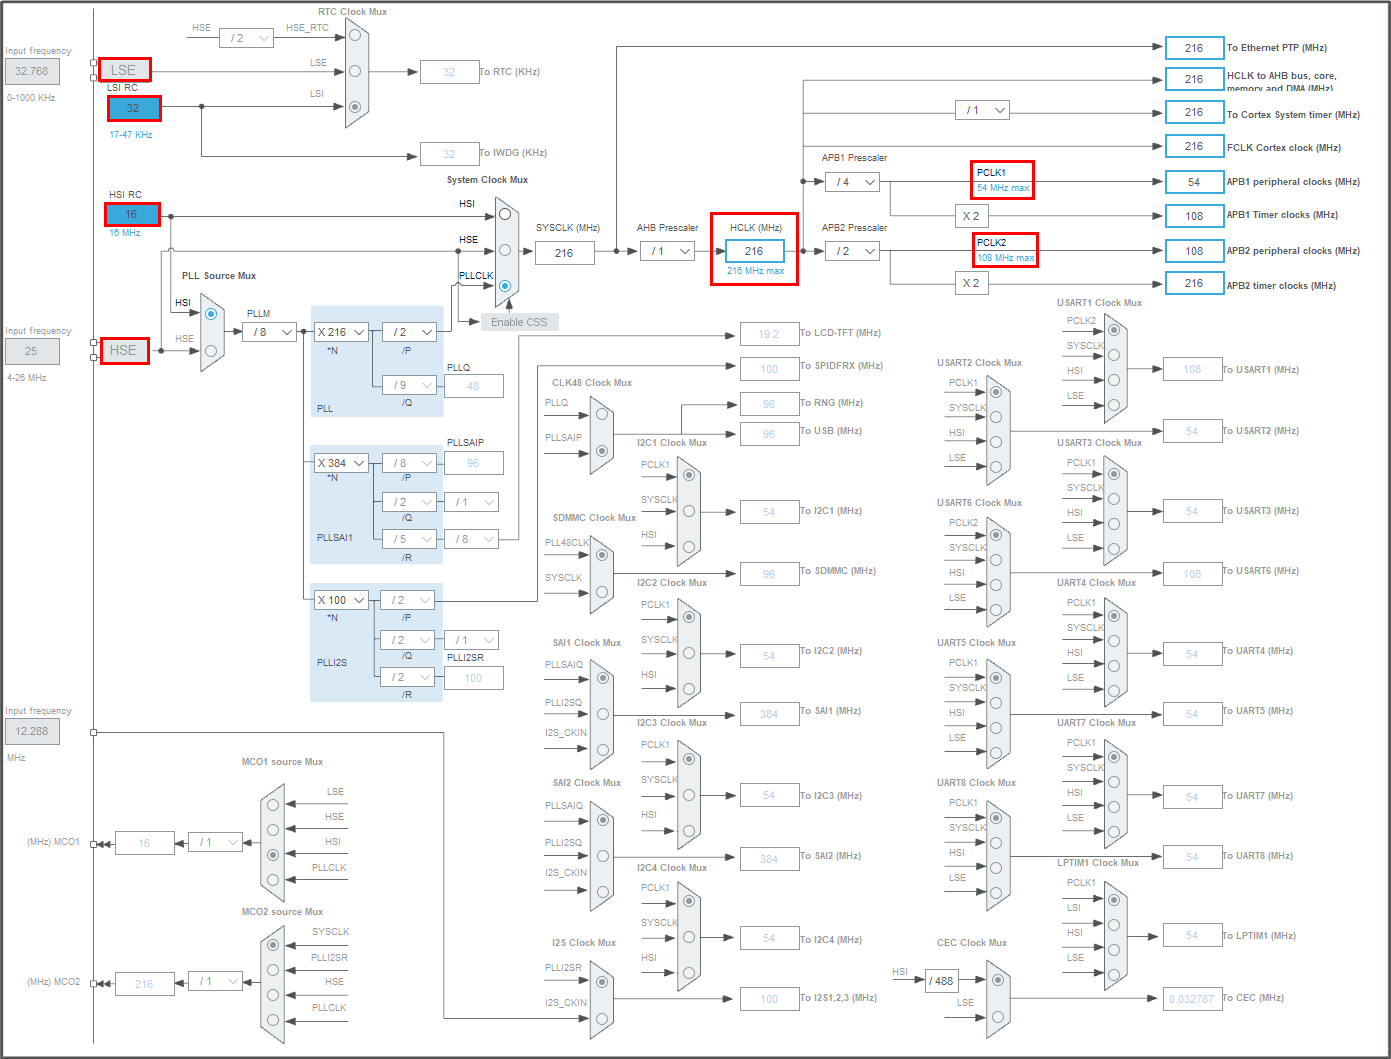 RTC Clock Mux
HSE
/ 2
HSE_RTC
Input frequency
32.768
0-1000 KHz
LSE
LSE
32
To RTC (KHz)
LSI RC
32
17-47 KHz
LSI
32
To IWDG (KHz)
216
To Ethernet PTP (MHz)
216
HCLK to AHB bus, core,
memory and DMA (MHz)
/ 1
216
To Cortex System timer (MHz)
216
FCLK Cortex clock (MHz)
System Clock Mux
HSI RC
16
16 MHz
HSI
HSE
PLLCLK
SYSCLK (MHz)
216
AHB Prescaler
/ 1
HCLK (MHz)
216
216 MHz max
APB1 Prescaler
/ 4
PCLK1
54 MHz max
54
APB1 peripheral clocks (MHz)
X 2
108
APB1 Timer clocks (MHz)
APB2 Prescaler
/ 2
PCLK2
108 MHz max
108
APB2 peripheral clocks (MHz)
X 2
216
APB2 timer clocks (MHz)
Enable CSS
PLL Source Mux
HSI
HSE
Input frequency
25
4-26 MHz
HSE
PLLM
/ 8
X 216
*N
/ 2
/P
PLLQ
/ 9
48
/Q
PLL
PLLSAIP
X 384
*N
/ 8
96
/P
/ 2
/ 1
/Q
PLLSAI1
/ 5
/ 8
/R
X 100
*N
/ 2
/P
/ 2
/ 1
/Q
PLLI2S
PLLI2SR
/ 2
100
/R
19.2
To LCD-TFT (MHz)
100
To SPIDFRX (MHz)
CLK48 Clock Mux
PLLQ
PLLSAIP
96
To RNG (MHz)
96
To USB (MHz)
I2C1 Clock Mux
PCLK1
SYSCLK
HSI
54
To I2C1 (MHz)
SDMMC Clock Mux
PLL48CLK
SYSCLK
96
To SDMMC (MHz)
I2C2 Clock Mux
PCLK1
SYSCLK
HSI
54
To I2C2 (MHz)
SAI1 Clock Mux
PLLSAIQ
PLLI2SQ
I2S_CKIN
384
To SAI1 (MHz)
I2C3 Clock Mux
PCLK1
SYSCLK
HSI
54
To I2C3 (MHz)
SAI2 Clock Mux
PLLSAIQ
PLLI2SQ
I2S_CKIN
384
To SAI2 (MHz)
I2C4 Clock Mux
PCLK1
SYSCLK
HSI
54
To I2C4 (MHz)
I2S Clock Mux
PLLI2SR
I2S_CKIN
100
To I2S1,2,3 (MHz)
USART1 Clock Mux
PCLK2
SYSCLK
HSI
LSE
108
To USART1 (MHz)
USART2 Clock Mux
PCLK1
SYSCLK
HSI
LSE
54
To USART2 (MHz)
USART3 Clock Mux
PCLK1
SYSCLK
HSI
LSE
54
To USART3 (MHz)
USART6 Clock Mux
PCLK2
SYSCLK
HSI
LSE
108
To USART6 (MHz)
UART4 Clock Mux
PCLK1
SYSCLK
HSI
LSE
54
To UART4 (MHz)
UART5 Clock Mux
PCLK1
SYSCLK
HSI
LSE
54
To UART5 (MHz)
UART7 Clock Mux
PCLK1
SYSCLK
HSI
LSE
54
To UART7 (MHz)
UART8 Clock Mux
PCLK1
SYSCLK
HSI
LSE
54
To UART8 (MHz)
LPTIM1 Clock Mux
PCLK1
LSI
HSI
LSE
54
To LPTIM1 (MHz)
CEC Clock Mux
HSI
/ 488
LSE
0.032787
To CEC (MHz)
Input frequency
12.288
MHz
MCO1 source Mux
LSE
HSE
HSI
PLLCLK
(MHz) MCO1
16
/ 1
MCO2 source Mux
SYSCLK
PLLI2SR
HSE
PLLCLK
(MHz) MCO2
216
/ 1